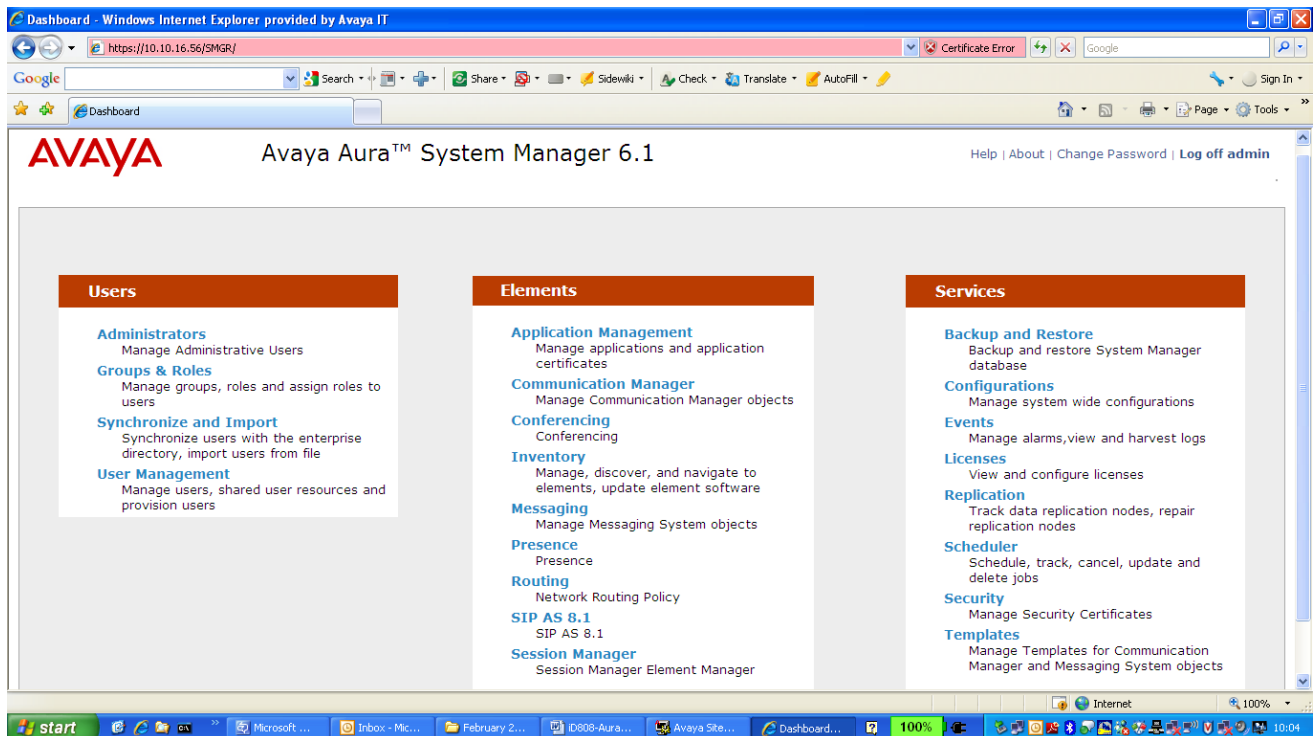 Dashboard - Windows Internet Explorer provided by Avaya IT
https://10.10.16.56/SMGR/
Certificate Error
Google
Google
Search
Share
Sidewiki
Check
Translate
AutoFill
Sign In
Dashboard
Page
Tools
»
AVAYA
Avaya Aura™ System Manager 6.1
Help | About | Change Password | Log off admin
Users
Administrators
Manage Administrative Users
Groups & Roles
Manage groups, roles and assign roles to
users
Synchronize and Import
Synchronize users with the enterprise
directory, import users from file
User Management
Manage users, shared user resources and
provision users
Elements
Application Management
Manage applications and application
certificates
Communication Manager
Manage Communication Manager objects
Conferencing
Conferencing
Inventory
Manage, discover, and navigate to
elements, update element software
Messaging
Manage Messaging System objects
Presence
Presence
Routing
Network Routing Policy
SIP AS 8.1
SIP AS 8.1
Session Manager
Session Manager Element Manager
Services
Backup and Restore
Backup and restore System Manager
database
Configurations
Manage system wide configurations
Events
Manage alarms,view and harvest logs
Licenses
View and configure licenses
Replication
Track data replication nodes, repair
replication nodes
Scheduler
Schedule, track, cancel, update and
delete jobs
Security
Manage Security Certificates
Templates
Manage Templates for Communication
Manager and Messaging System objects
Internet
100%
start
»
Microsoft ...
Inbox - Mic...
February 2...
iD808-Aura...
Avaya Site...
Dashboard...
100%
10:04